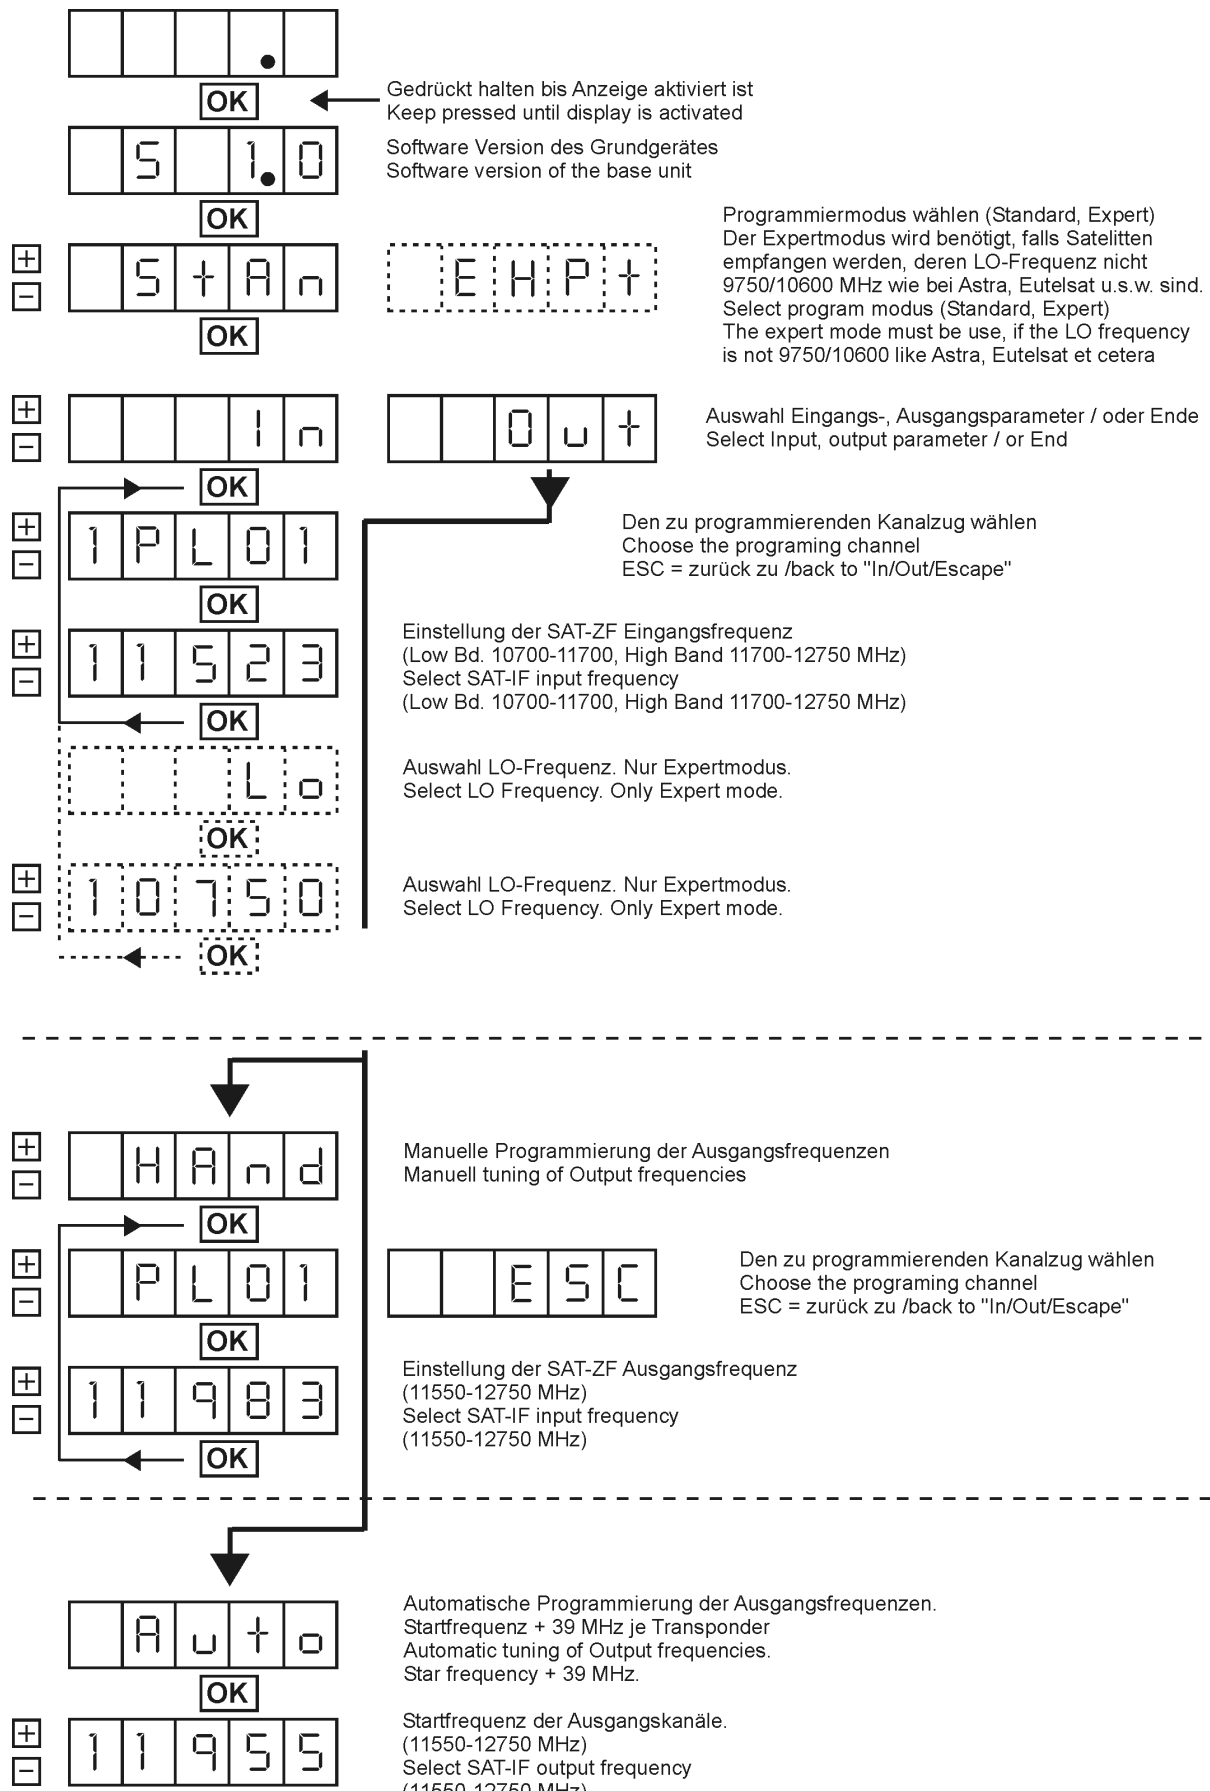 .
OK
Gedrückt halten bis Anzeige aktiviert ist
Keep pressed until display is activated
S 1.0
Software Version des Grundgerätes
Software version of the base unit
OK
Programmiermodus wählen (Standard, Expert)
Der Expertmodus wird benötigt, falls Satelitten
empfangen werden, deren LO-Frequenz nicht
9750/10600 MHz wie bei Astra, Eutelsat u.s.w. sind.
Select program modus (Standard, Expert)
The expert mode must be use, if the LO frequency
is not 9750/10600 like Astra, Eutelsat et cetera
+
−
StAn
EHPt
OK
+
−
In
Out
Auswahl Eingangs-, Ausgangsparameter / oder Ende
Select Input, output parameter / or End
OK
+
−
1PL01
Den zu programmierenden Kanalzug wählen
Choose the programing channel
ESC = zurück zu /back to "In/Out/Escape"
OK
+
−
11523
Einstellung der SAT-ZF Eingangsfrequenz
(Low Bd. 10700-11700, High Band 11700-12750 MHz)
Select SAT-IF input frequency
(Low Bd. 10700-11700, High Band 11700-12750 MHz)
OK
Lo
Auswahl LO-Frequenz. Nur Expertmodus.
Select LO Frequency. Only Expert mode.
OK
+
−
10750
Auswahl LO-Frequenz. Nur Expertmodus.
Select LO Frequency. Only Expert mode.
OK
+
−
HAnd
Manuelle Programmierung der Ausgangsfrequenzen
Manuell tuning of Output frequencies
OK
+
−
PL01
ESC
Den zu programmierenden Kanalzug wählen
Choose the programing channel
ESC = zurück zu /back to "In/Out/Escape"
OK
+
−
11983
Einstellung der SAT-ZF Ausgangsfrequenz
(11550-12750 MHz)
Select SAT-IF input frequency
(11550-12750 MHz)
OK
Auto
Automatische Programmierung der Ausgangsfrequenzen.
Startfrequenz + 39 MHz je Transponder
Automatic tuning of Output frequencies.
Star frequency + 39 MHz.
OK
+
−
11955
Startfrequenz der Ausgangskanäle.
(11550-12750 MHz)
Select SAT-IF output frequency
(11550-12750 MHz)